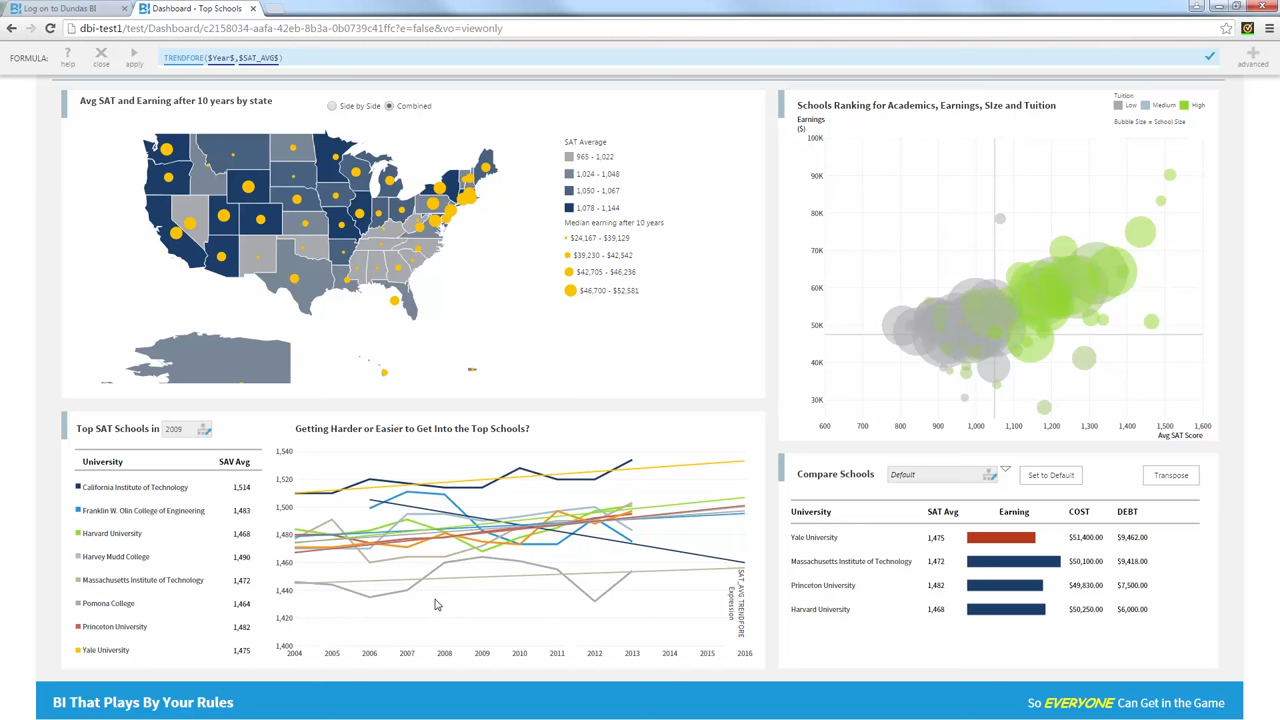 Log on to Dundas BI
Dashboard - Top Schools
dbi-test1/test/Dashboard/c2158034-aafa-42eb-8b3a-0b0739c41ffc?e=false&vo=viewonly
FORMULA: help close apply TRENDFORE($Year$,$SAT_AVG$) advanced
Avg SAT and Earning after 10 years by state
Side by Side Combined
SAT Average
965 - 1,022
1,024 - 1,048
1,050 - 1,067
1,078 - 1,144
Median earning after 10 years
$24,167 - $39,129
$39,230 - $42,542
$42,705 - $46,236
$46,700 - $52,581
Schools Ranking for Academics, Earnings, SIze and Tuition
Tuition
Low Medium High
Bubble Size = School Size
Earnings
($)
100K
90K
80K
70K
60K
50K
40K
30K
600 700 800 900 1,000 1,100 1,200 1,300 1,400 1,500 1,600
Avg SAT Score
Top SAT Schools in 2009
University SAV Avg
California Institute of Technology 1,514
Franklin W. Olin College of Engineering 1,483
Harvard University 1,468
Harvey Mudd College 1,490
Massachusetts Institute of Technology 1,472
Pomona College 1,464
Princeton University 1,482
Yale University 1,475
Getting Harder or Easier to Get Into the Top Schools?
1,540
1,520
1,500
1,480
1,460
1,440
1,420
1,400
2004 2005 2006 2007 2008 2009 2010 2011 2012 2013 2014 2015 2016
SAT_AVG TRENDFORE
Expression
Compare Schools Default Set to Default Transpose
University SAT Avg Earning COST DEBT
Yale University 1,475 $51,400.00 $9,462.00
Massachusetts Institute of Technology 1,472 $50,100.00 $9,418.00
Princeton University 1,482 $49,830.00 $7,500.00
Harvard University 1,468 $50,250.00 $6,000.00
BI That Plays By Your Rules
So EVERYONE Can Get in the Game